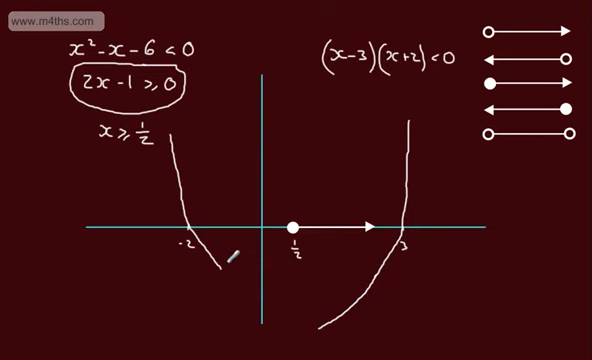 www.m4ths.com
x² - x - 6 < 0
2x - 1 ≥ 0
x ≥ 1/2
(x-3)(x+2) < 0
-2
1/2
3